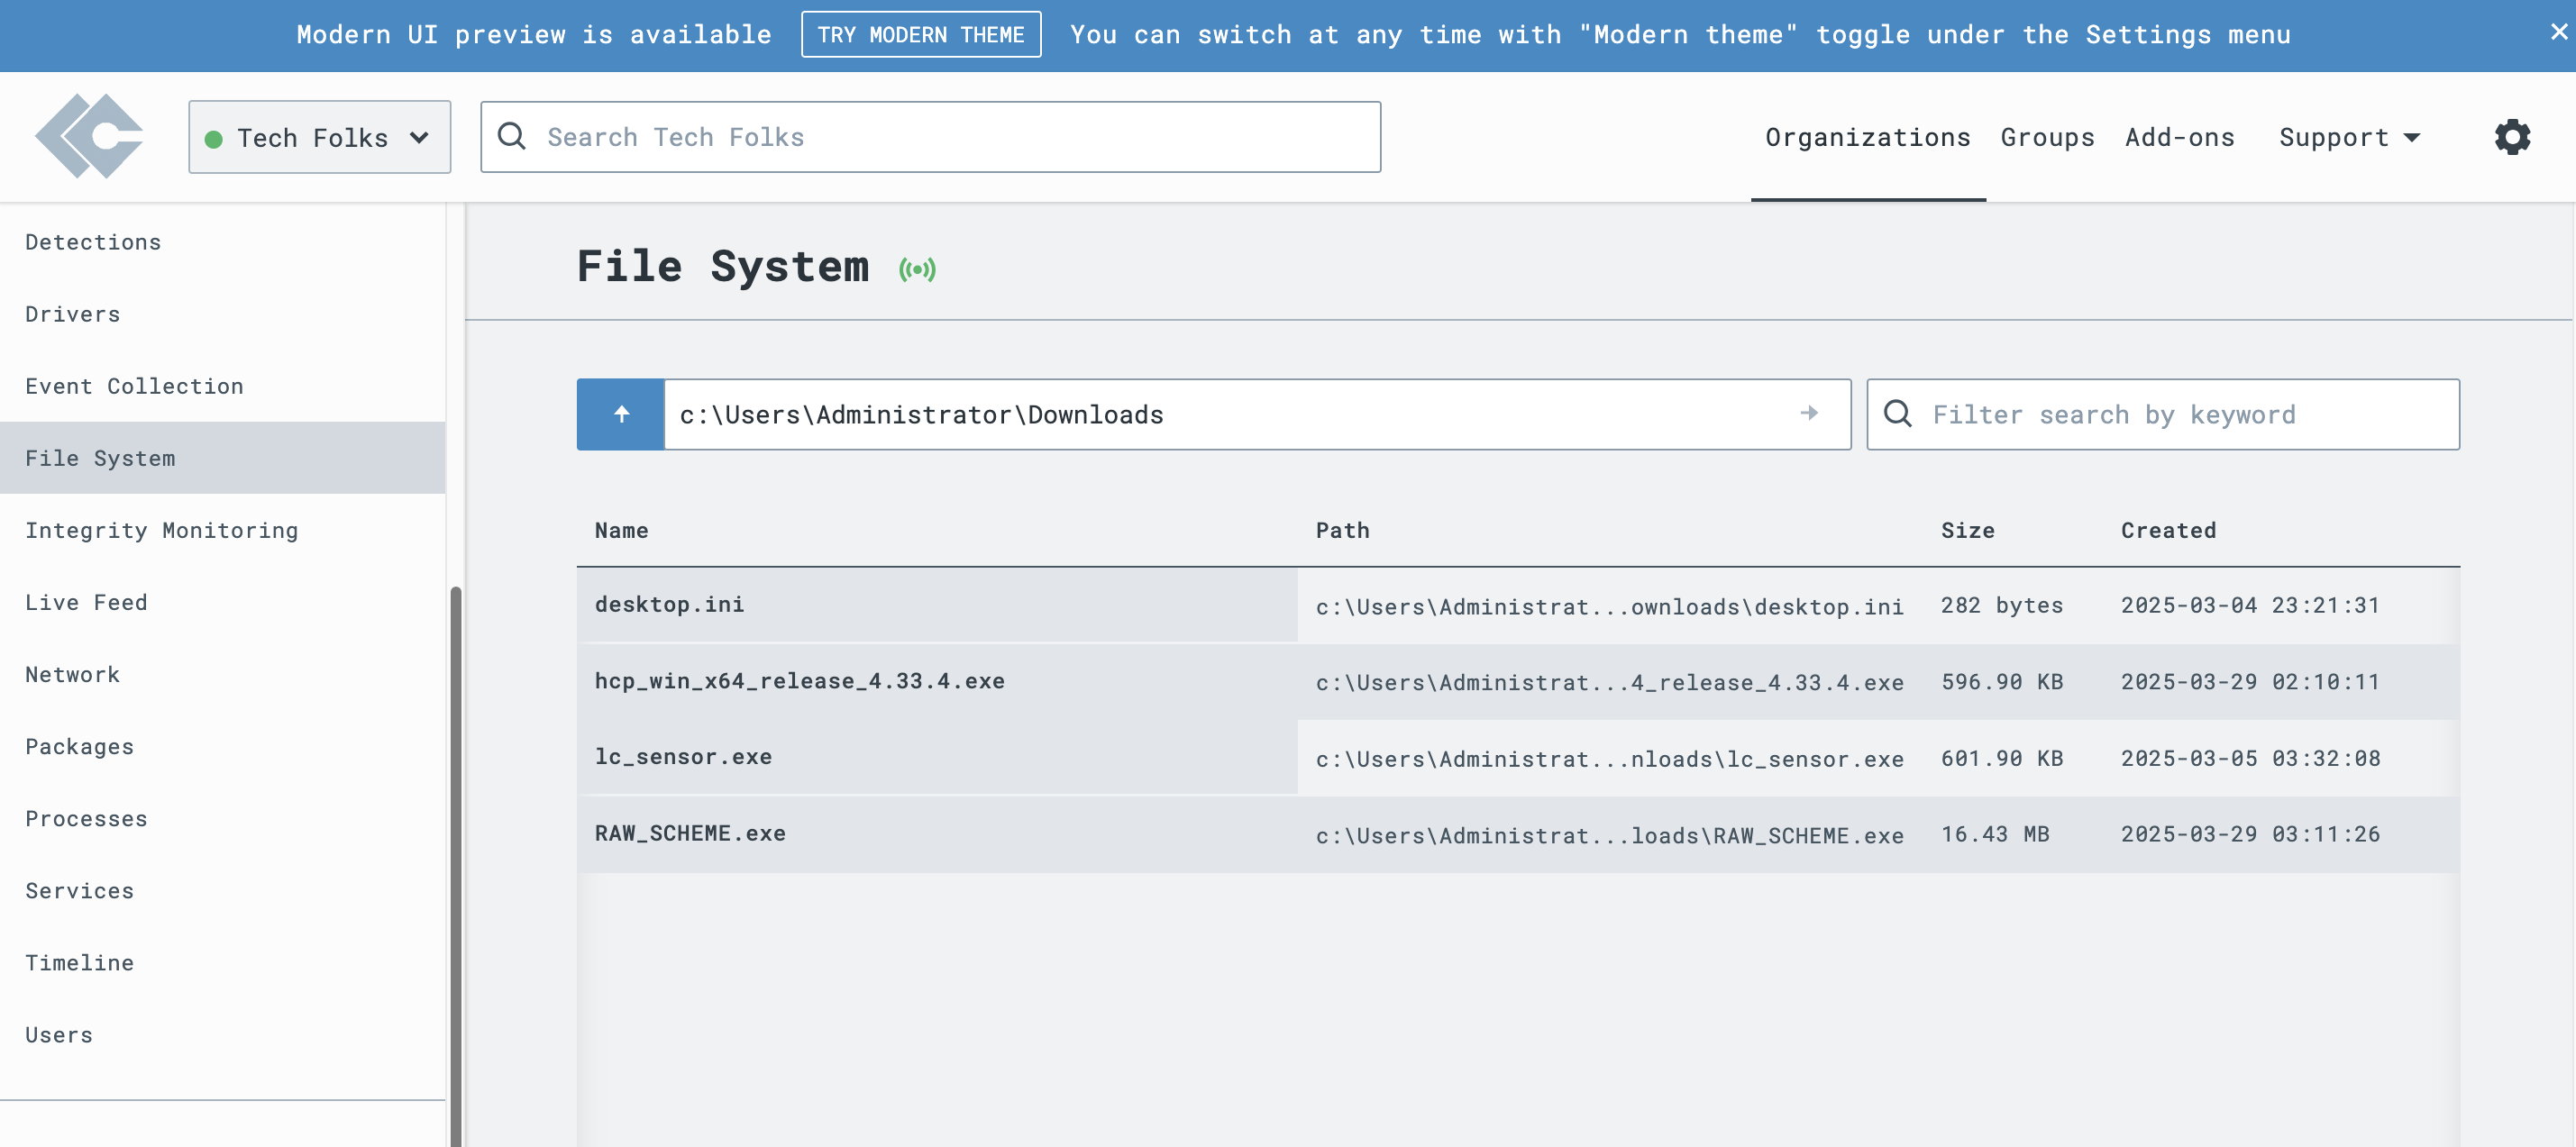 Modern UI preview is available TRY MODERN THEME You can switch at any time with "Modern theme" toggle under the Settings menu
Tech Folks
Search Tech Folks
Organizations Groups Add-ons Support
Detections
Drivers
Event Collection
File System
Integrity Monitoring
Live Feed
Network
Packages
Processes
Services
Timeline
Users
File System
c:\Users\Administrator\Downloads
Filter search by keyword
Name Path Size Created
desktop.ini c:\Users\Administrat...ownloads\desktop.ini 282 bytes 2025-03-04 23:21:31
hcp_win_x64_release_4.33.4.exe c:\Users\Administrat...4_release_4.33.4.exe 596.90 KB 2025-03-29 02:10:11
lc_sensor.exe c:\Users\Administrat...nloads\lc_sensor.exe 601.90 KB 2025-03-05 03:32:08
RAW_SCHEME.exe c:\Users\Administrat...loads\RAW_SCHEME.exe 16.43 MB 2025-03-29 03:11:26